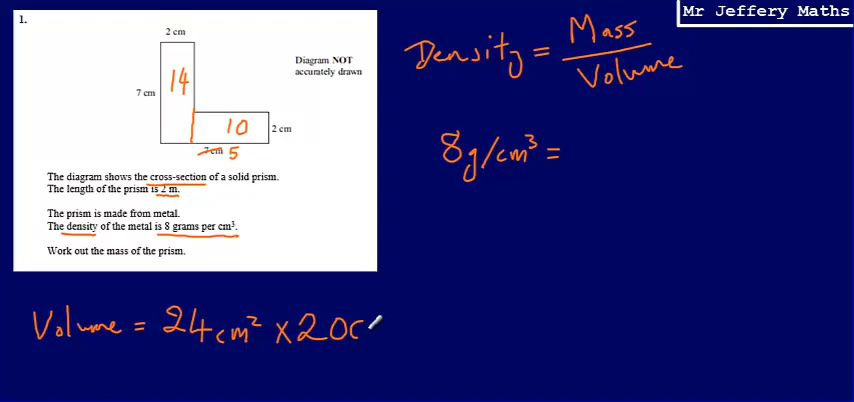 Mr Jeffery Maths
1.
2 cm
Diagram NOT
accurately drawn
14
7 cm
10
2 cm
7 cm 5
The diagram shows the cross-section of a solid prism.
The length of the prism is 2 m.
The prism is made from metal.
The density of the metal is 8 grams per cm³.
Work out the mass of the prism.
Density = Mass
Volume
8g/cm³ =
Volume = 24cm² × 200